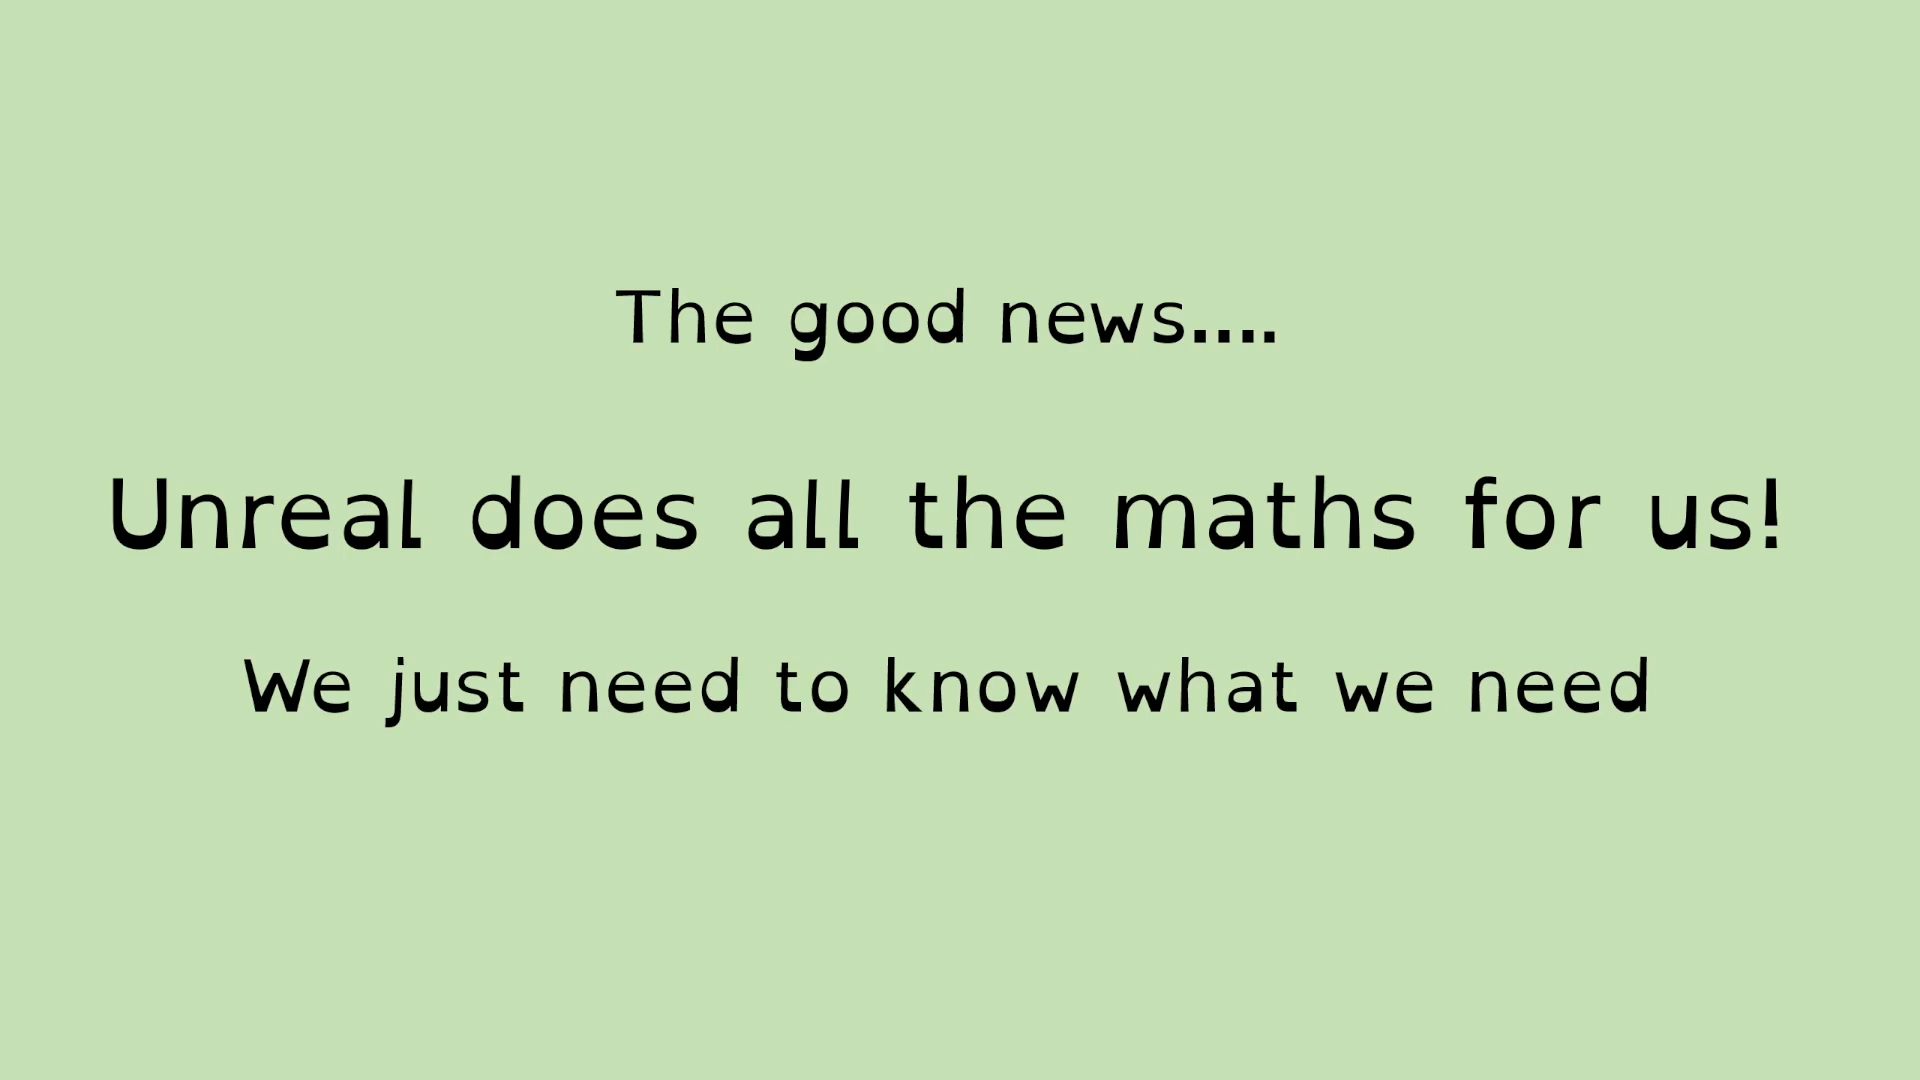 The good news....
Unreal does all the maths for us!
We just need to know what we need